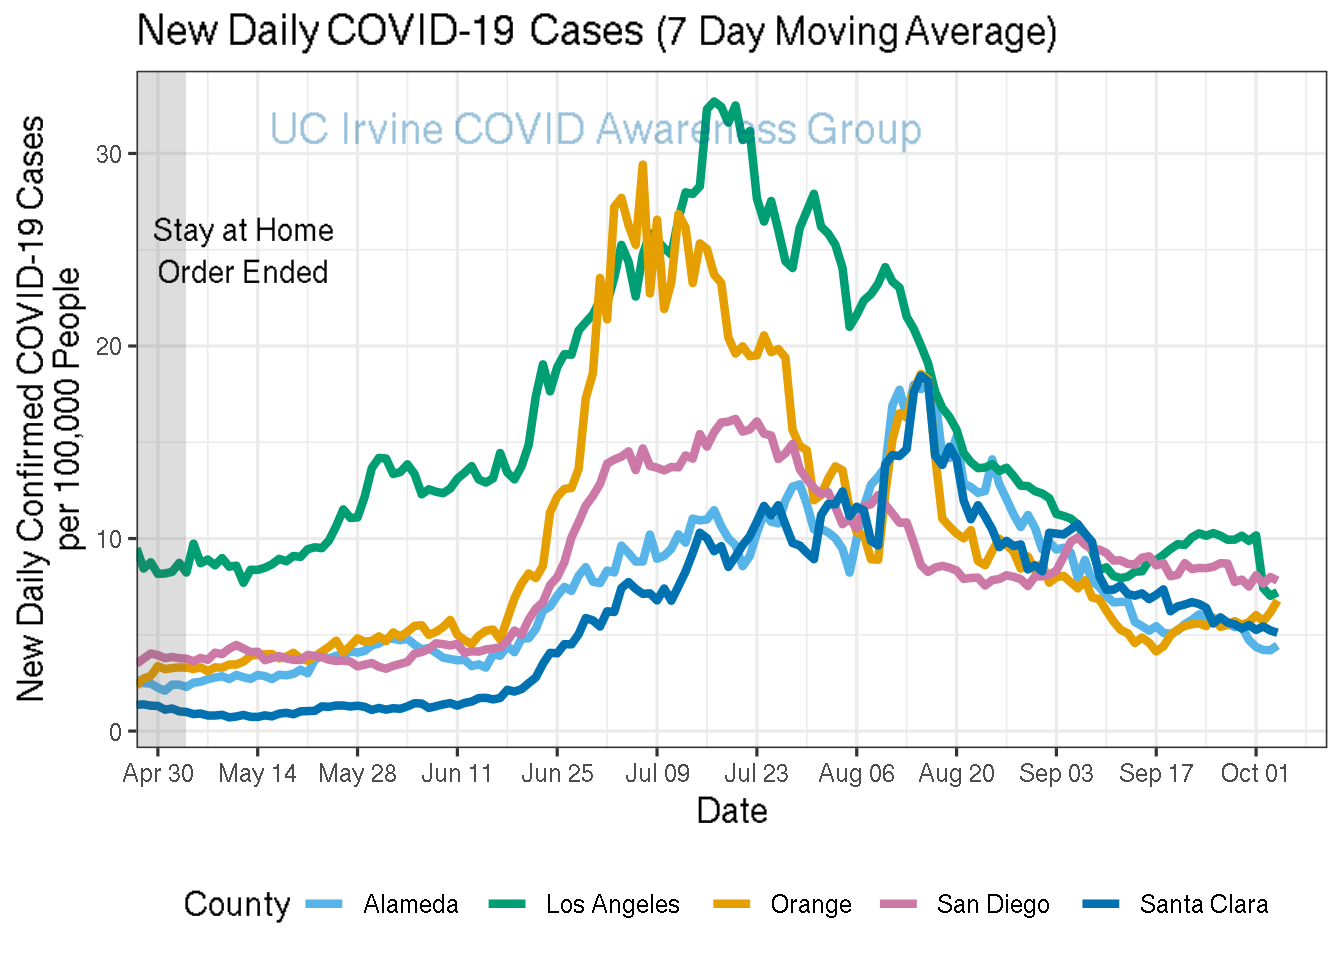 New Daily COVID-19 Cases (7 Day Moving Average)
UC Irvine COVID Awareness Group
Stay at Home
Order Ended
New Daily Confirmed COVID-19 Cases
per 100,000 People
30
20
10
0
Apr 30 May 14 May 28 Jun 11 Jun 25 Jul 09 Jul 23 Aug 06 Aug 20 Sep 03 Sep 17 Oct 01
Date
County Alameda Los Angeles Orange San Diego Santa Clara